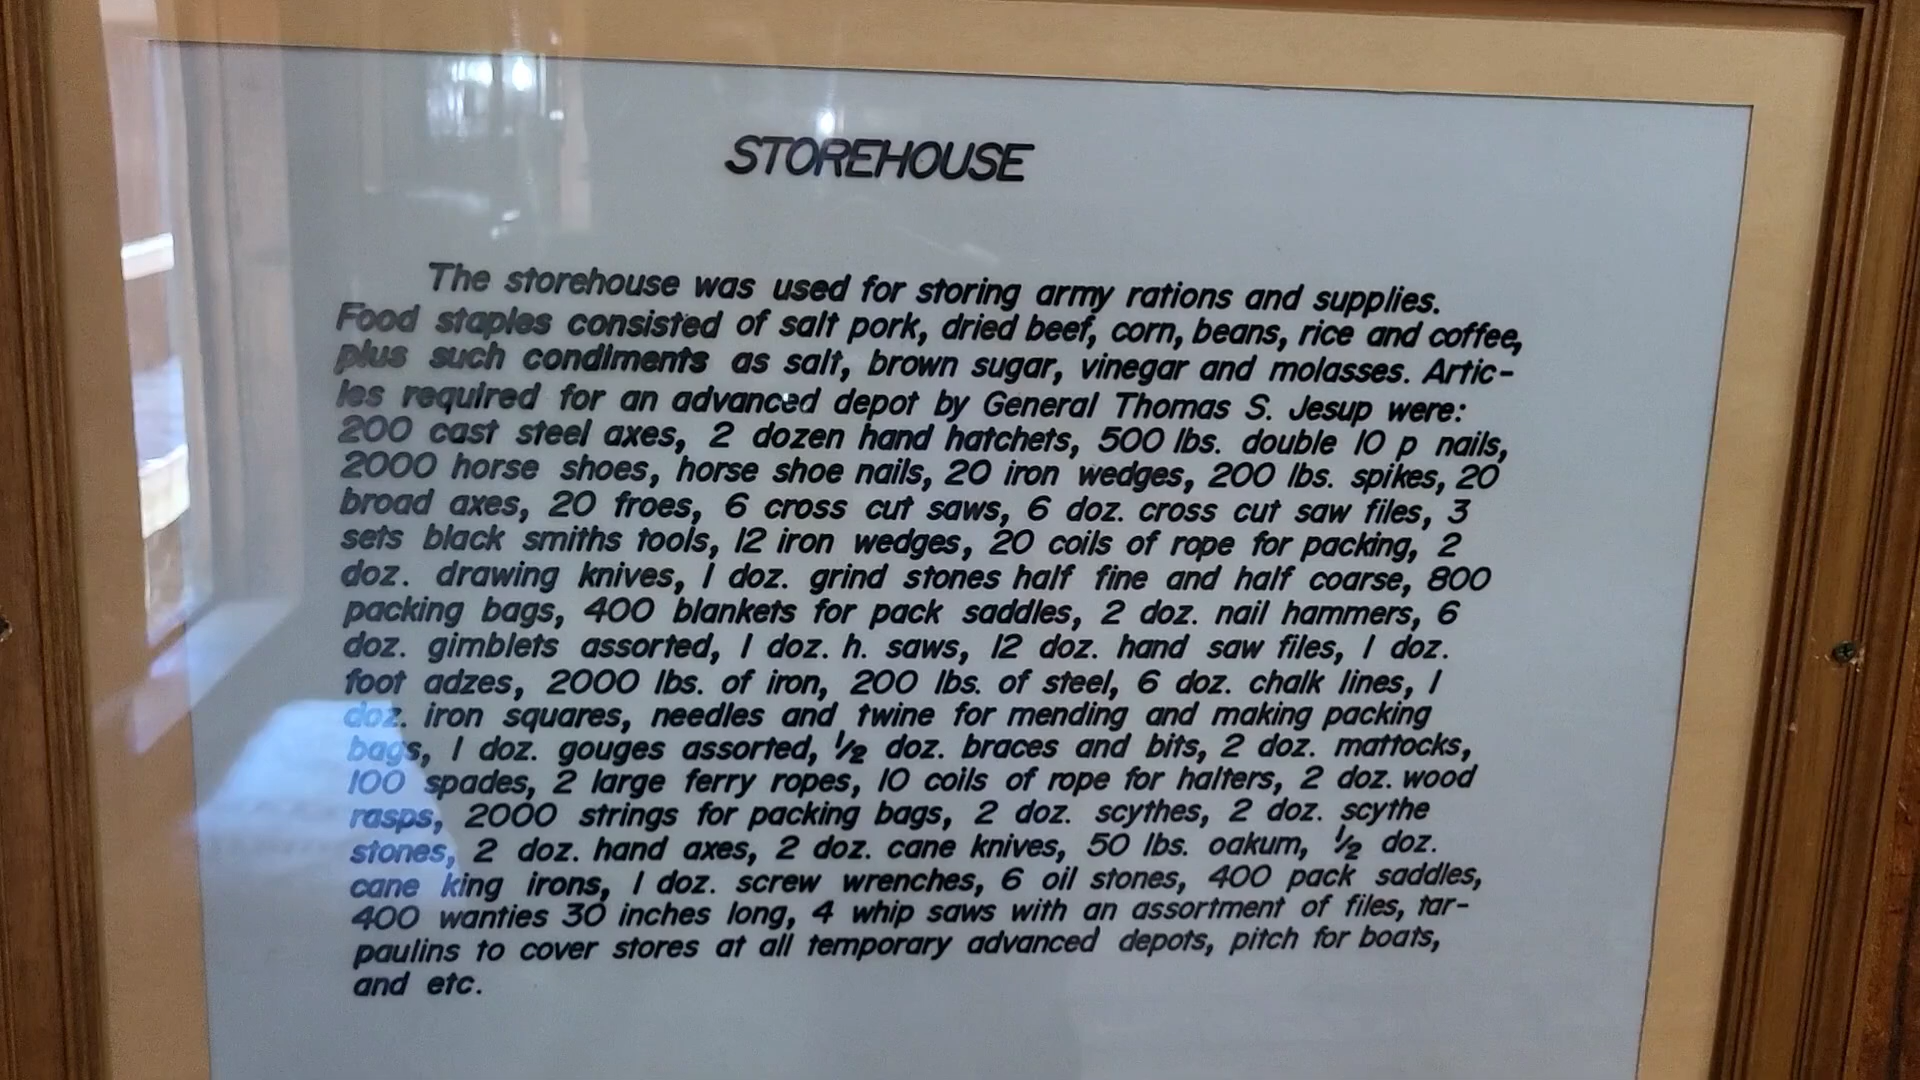 STOREHOUSE
The storehouse was used for storing army rations and supplies.
Food staples consisted of salt pork, dried beef, corn, beans, rice and coffee,
plus such condiments as salt, brown sugar, vinegar and molasses. Artic-
les required for an advanced depot by General Thomas S. Jesup were:
200 cast steel axes, 2 dozen hand hatchets, 500 lbs. double 10 p nails,
2000 horse shoes, horse shoe nails, 20 iron wedges, 200 lbs. spikes, 20
broad axes, 20 froes, 6 cross cut saws, 6 doz. cross cut saw files, 3
sets black smiths tools, 12 iron wedges, 20 coils of rope for packing, 2
doz. drawing knives, 1 doz. grind stones half fine and half coarse, 800
packing bags, 400 blankets for pack saddles, 2 doz. nail hammers, 6
doz. gimblets assorted, 1 doz. h. saws, 12 doz. hand saw files, 1 doz.
foot adzes, 2000 lbs. of iron, 200 lbs. of steel, 6 doz. chalk lines, 1
doz. iron squares, needles and twine for mending and making packing
bags, 1 doz. gouges assorted, ½ doz. braces and bits, 2 doz. mattocks,
100 spades, 2 large ferry ropes, 10 coils of rope for halters, 2 doz. wood
rasps, 2000 strings for packing bags, 2 doz. scythes, 2 doz. scythe
stones, 2 doz. hand axes, 2 doz. cane knives, 50 lbs. oakum, ½ doz.
cane king irons, 1 doz. screw wrenches, 6 oil stones, 400 pack saddles,
400 wanties 30 inches long, 4 whip saws with an assortment of files, tar-
paulins to cover stores at all temporary advanced depots, pitch for boats,
and etc.